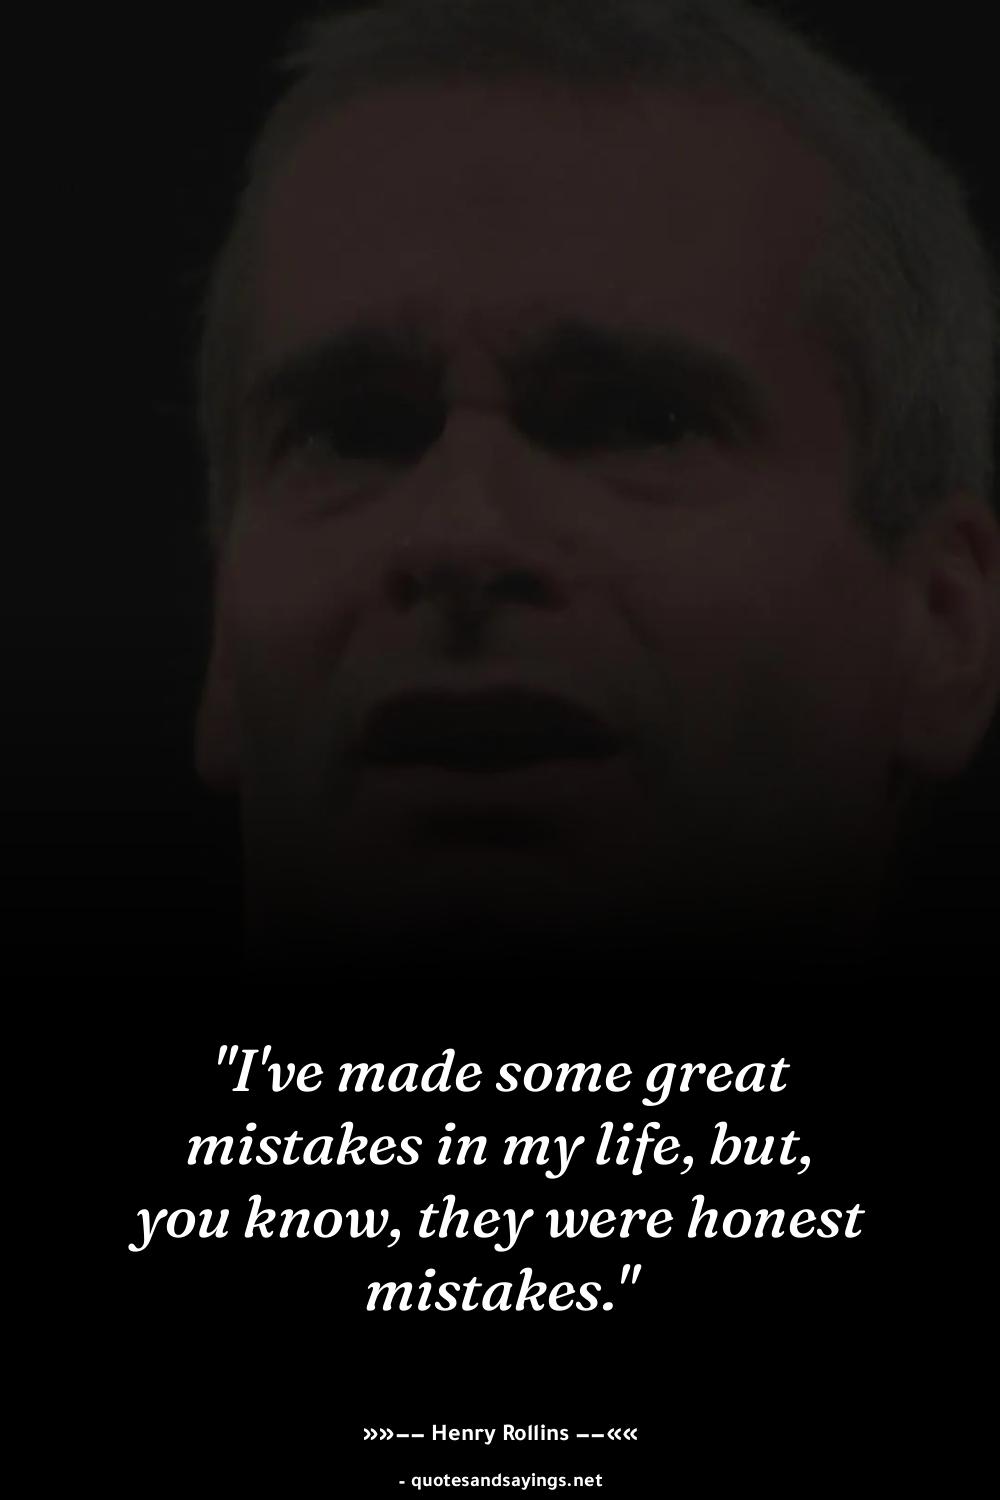 "I've made some great
mistakes in my life, but,
you know, they were honest
mistakes."
»»–– Henry Rollins ––««
- quotesandsayings.net